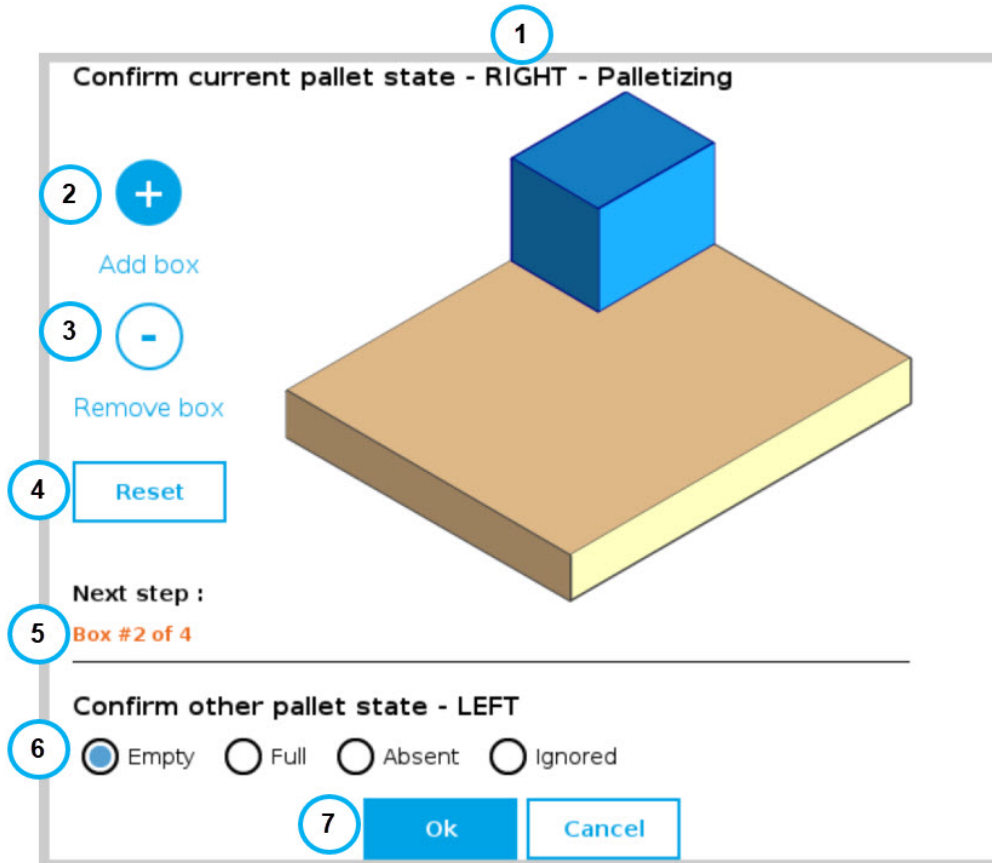 1
Confirm current pallet state - RIGHT - Palletizing
2
+
Add box
3
-
Remove box
4
Reset
Next step :
5
Box #2 of 4
Confirm other pallet state - LEFT
6
Empty Full Absent Ignored
7
Ok Cancel